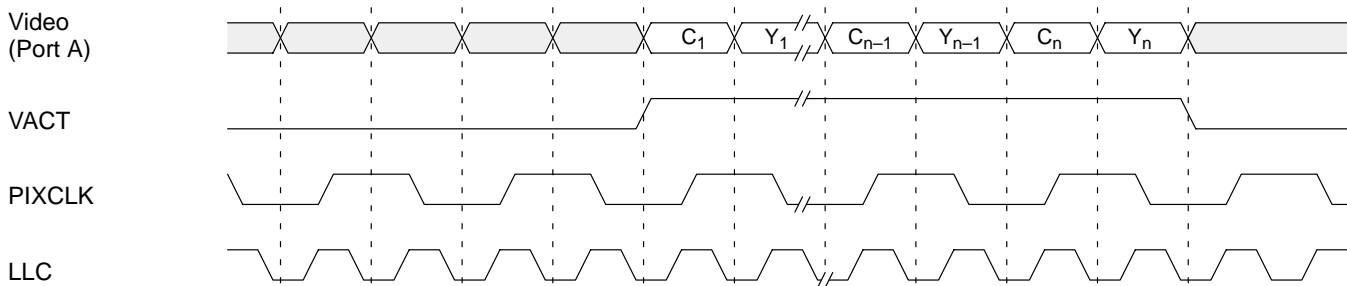 Video
(Port A)
C1 Y1 Cn–1 Yn–1 Cn Yn
VACT
PIXCLK
LLC